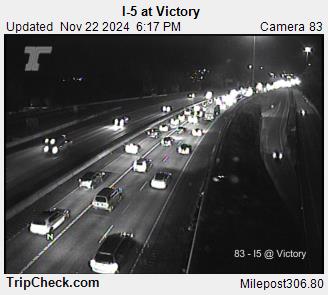 I-5 at Victory
Updated Nov 22 2024 6:17 PM Camera 83
T
N
83 - I5 @ Victory
TripCheck.com Milepost306.80